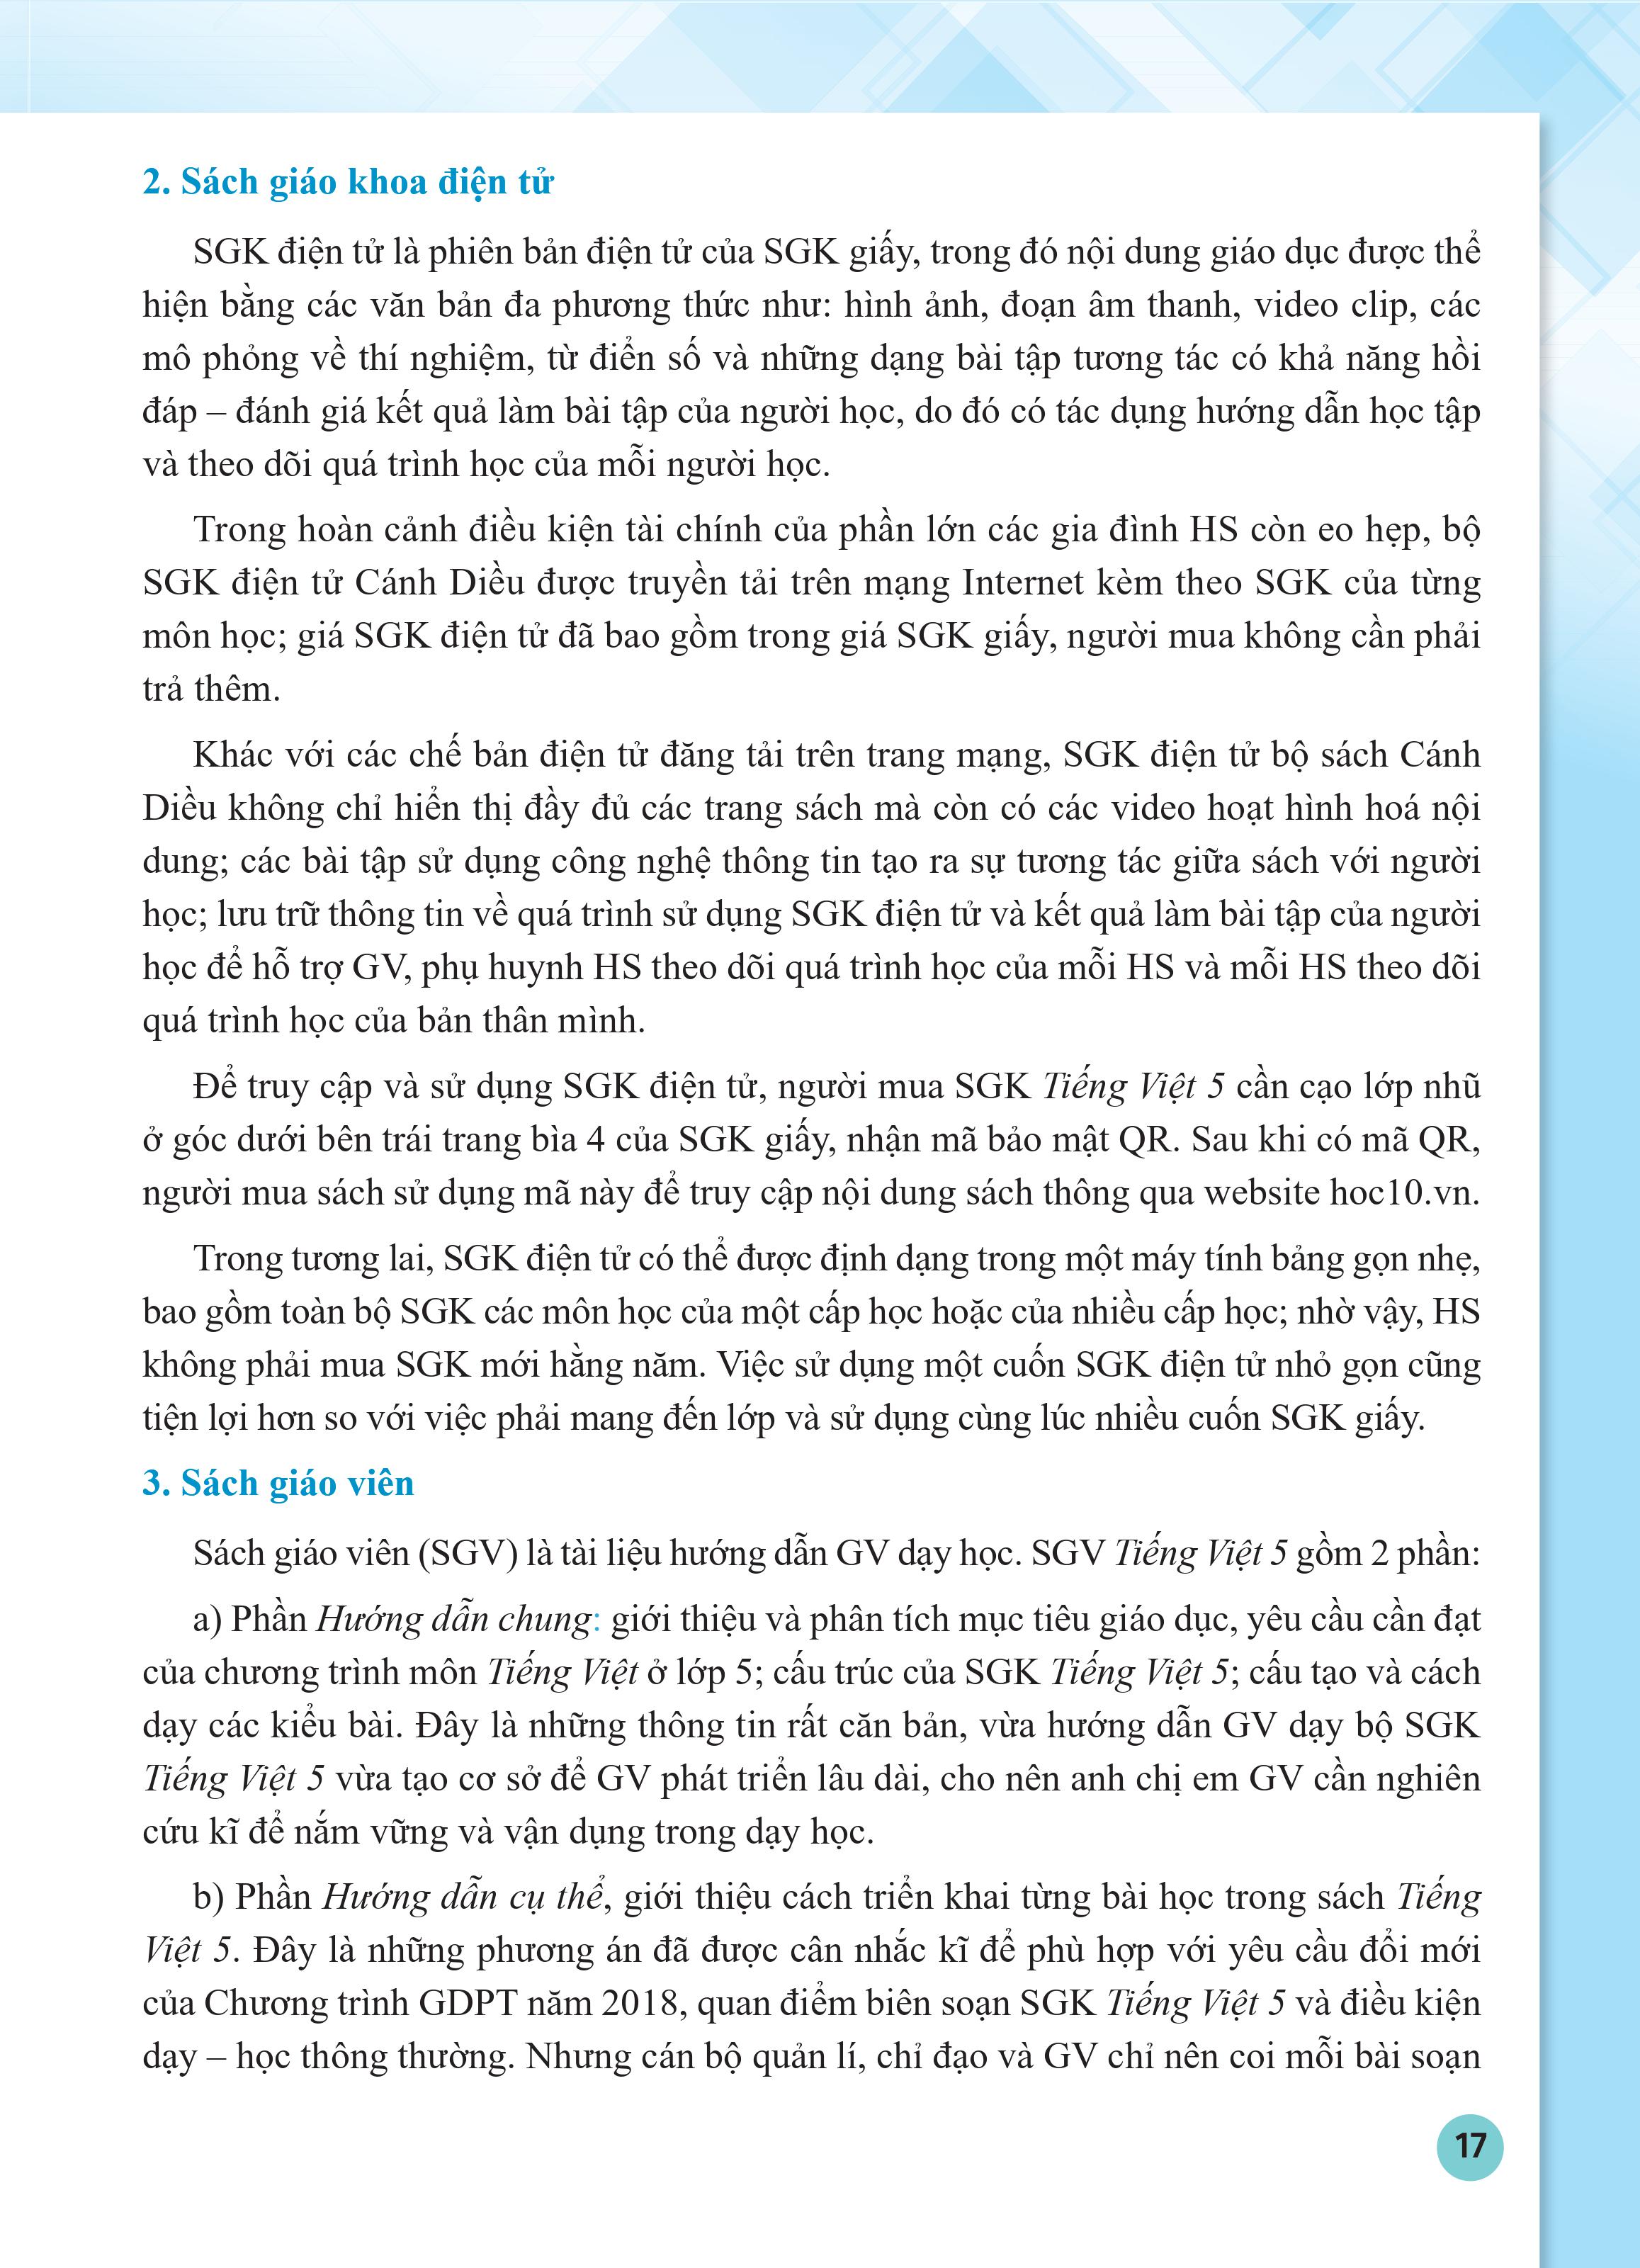 2. Sách giáo khoa điện tử
SGK điện tử là phiên bản điện tử của SGK giấy, trong đó nội dung giáo dục được thể
hiện bằng các văn bản đa phương thức như: hình ảnh, đoạn âm thanh, video clip, các
mô phỏng về thí nghiệm, từ điển số và những dạng bài tập tương tác có khả năng hồi
đáp – đánh giá kết quả làm bài tập của người học, do đó có tác dụng hướng dẫn học tập
và theo dõi quá trình học của mỗi người học.
Trong hoàn cảnh điều kiện tài chính của phần lớn các gia đình HS còn eo hẹp, bộ
SGK điện tử Cánh Diều được truyền tải trên mạng Internet kèm theo SGK của từng
môn học; giá SGK điện tử đã bao gồm trong giá SGK giấy, người mua không cần phải
trả thêm.
Khác với các chế bản điện tử đăng tải trên trang mạng, SGK điện tử bộ sách Cánh
Diều không chỉ hiển thị đầy đủ các trang sách mà còn có các video hoạt hình hoá nội
dung; các bài tập sử dụng công nghệ thông tin tạo ra sự tương tác giữa sách với người
học; lưu trữ thông tin về quá trình sử dụng SGK điện tử và kết quả làm bài tập của người
học để hỗ trợ GV, phụ huynh HS theo dõi quá trình học của mỗi HS và mỗi HS theo dõi
quá trình học của bản thân mình.
Để truy cập và sử dụng SGK điện tử, người mua SGK Tiếng Việt 5 cần cạo lớp nhũ
ở góc dưới bên trái trang bìa 4 của SGK giấy, nhận mã bảo mật QR. Sau khi có mã QR,
người mua sách sử dụng mã này để truy cập nội dung sách thông qua website hoc10.vn.
Trong tương lai, SGK điện tử có thể được định dạng trong một máy tính bảng gọn nhẹ,
bao gồm toàn bộ SGK các môn học của một cấp học hoặc của nhiều cấp học; nhờ vậy, HS
không phải mua SGK mới hằng năm. Việc sử dụng một cuốn SGK điện tử nhỏ gọn cũng
tiện lợi hơn so với việc phải mang đến lớp và sử dụng cùng lúc nhiều cuốn SGK giấy.
3. Sách giáo viên
Sách giáo viên (SGV) là tài liệu hướng dẫn GV dạy học. SGV Tiếng Việt 5 gồm 2 phần:
a) Phần Hướng dẫn chung: giới thiệu và phân tích mục tiêu giáo dục, yêu cầu cần đạt
của chương trình môn Tiếng Việt ở lớp 5; cấu trúc của SGK Tiếng Việt 5; cấu tạo và cách
dạy các kiểu bài. Đây là những thông tin rất căn bản, vừa hướng dẫn GV dạy bộ SGK
Tiếng Việt 5 vừa tạo cơ sở để GV phát triển lâu dài, cho nên anh chị em GV cần nghiên
cứu kĩ để nắm vững và vận dụng trong dạy học.
b) Phần Hướng dẫn cụ thể, giới thiệu cách triển khai từng bài học trong sách Tiếng
Việt 5. Đây là những phương án đã được cân nhắc kĩ để phù hợp với yêu cầu đổi mới
của Chương trình GDPT năm 2018, quan điểm biên soạn SGK Tiếng Việt 5 và điều kiện
dạy – học thông thường. Nhưng cán bộ quản lí, chỉ đạo và GV chỉ nên coi mỗi bài soạn
17